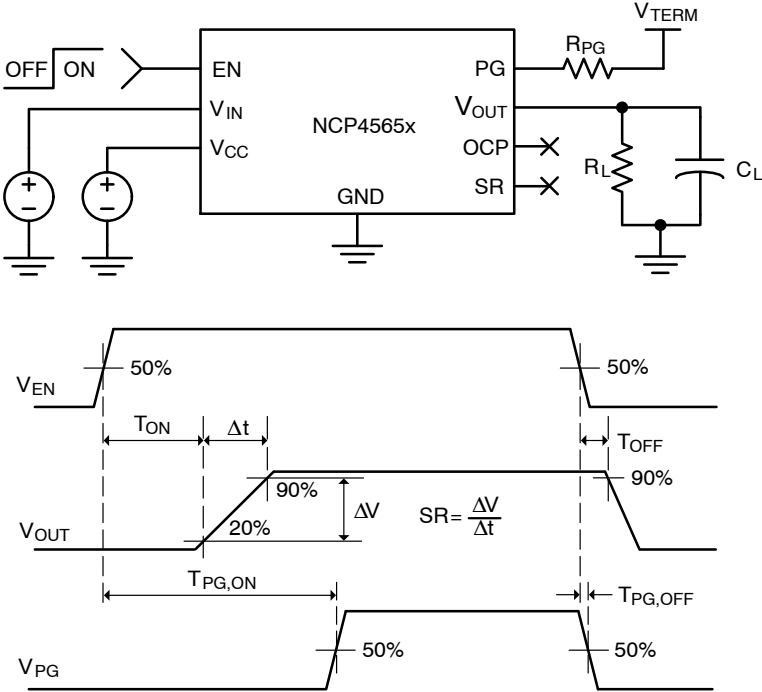 V_TERM
R_PG
OFF ON EN PG
V_IN V_OUT
NCP4565x
V_CC OCP
R_L C_L
SR
GND
+ +
50% 50%
V_EN
T_ON Δt T_OFF
90% 90%
ΔV SR = ΔV/Δt
20%
V_OUT
T_PG,ON T_PG,OFF
50% 50%
V_PG